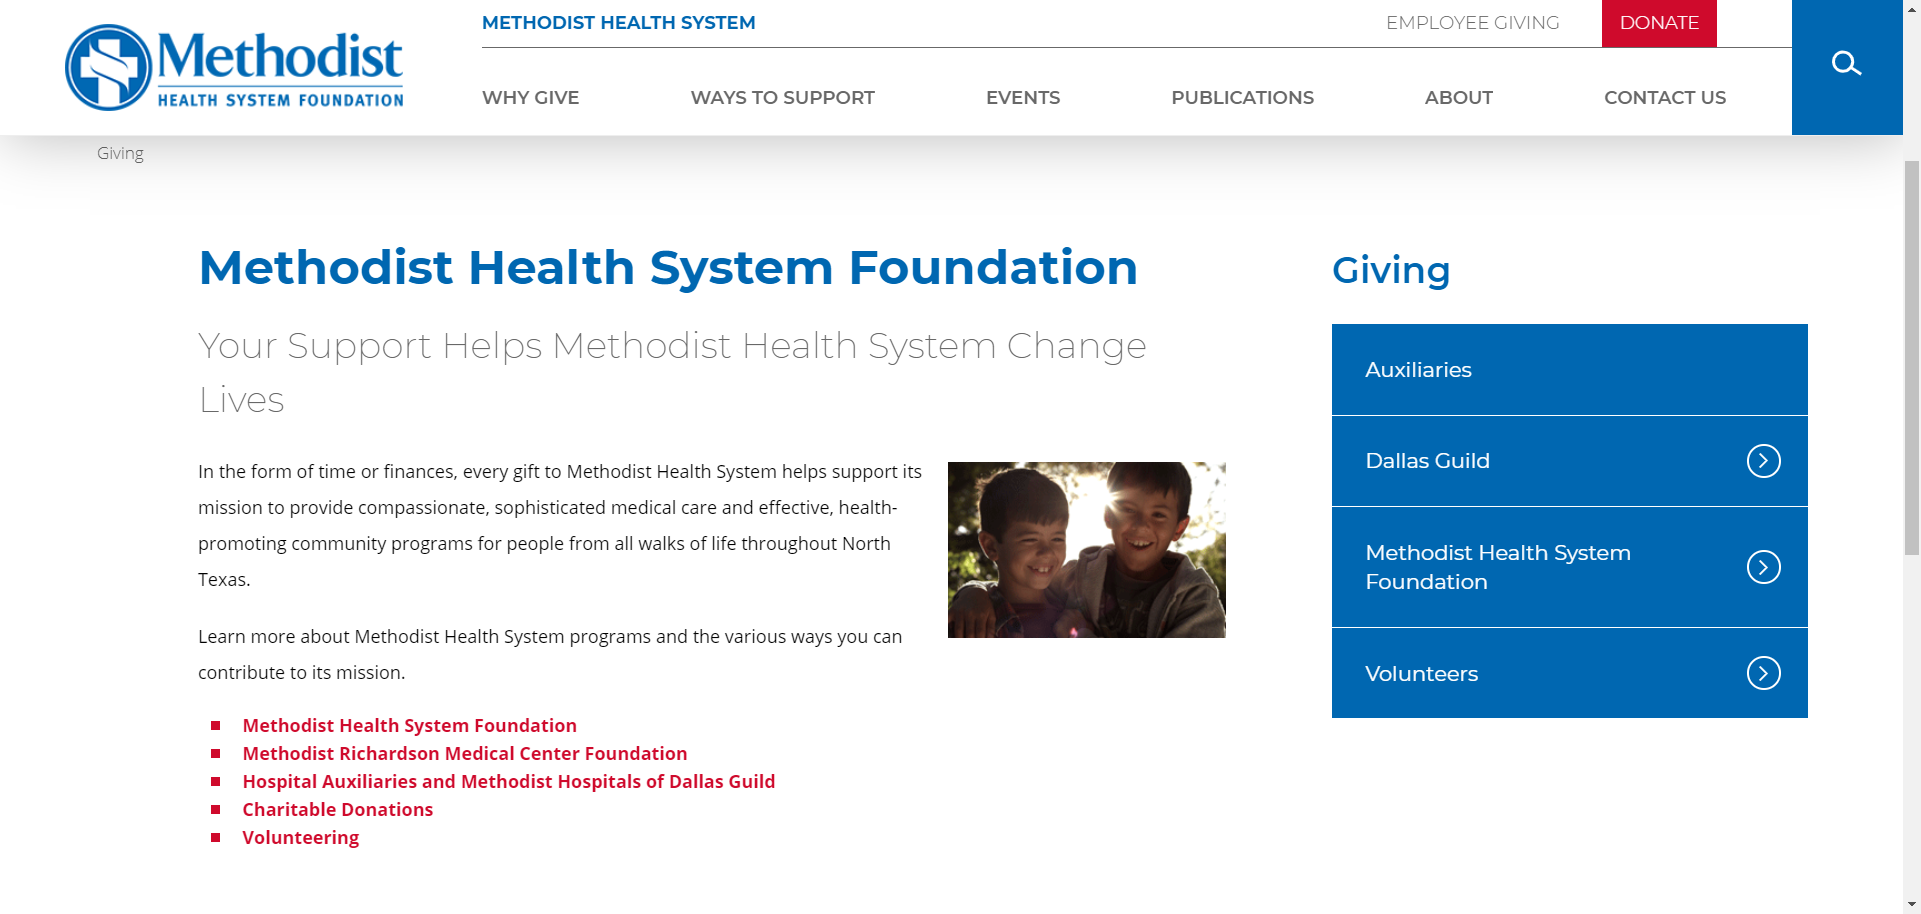 Methodist
HEALTH SYSTEM FOUNDATION
METHODIST HEALTH SYSTEM
EMPLOYEE GIVING
DONATE
WHY GIVE
WAYS TO SUPPORT
EVENTS
PUBLICATIONS
ABOUT
CONTACT US
Giving
Methodist Health System Foundation
Your Support Helps Methodist Health System Change
Lives
In the form of time or finances, every gift to Methodist Health System helps support its
mission to provide compassionate, sophisticated medical care and effective, health-
promoting community programs for people from all walks of life throughout North
Texas.
Learn more about Methodist Health System programs and the various ways you can
contribute to its mission.
Methodist Health System Foundation
Methodist Richardson Medical Center Foundation
Hospital Auxiliaries and Methodist Hospitals of Dallas Guild
Charitable Donations
Volunteering
Giving
Auxiliaries
Dallas Guild
Methodist Health System
Foundation
Volunteers